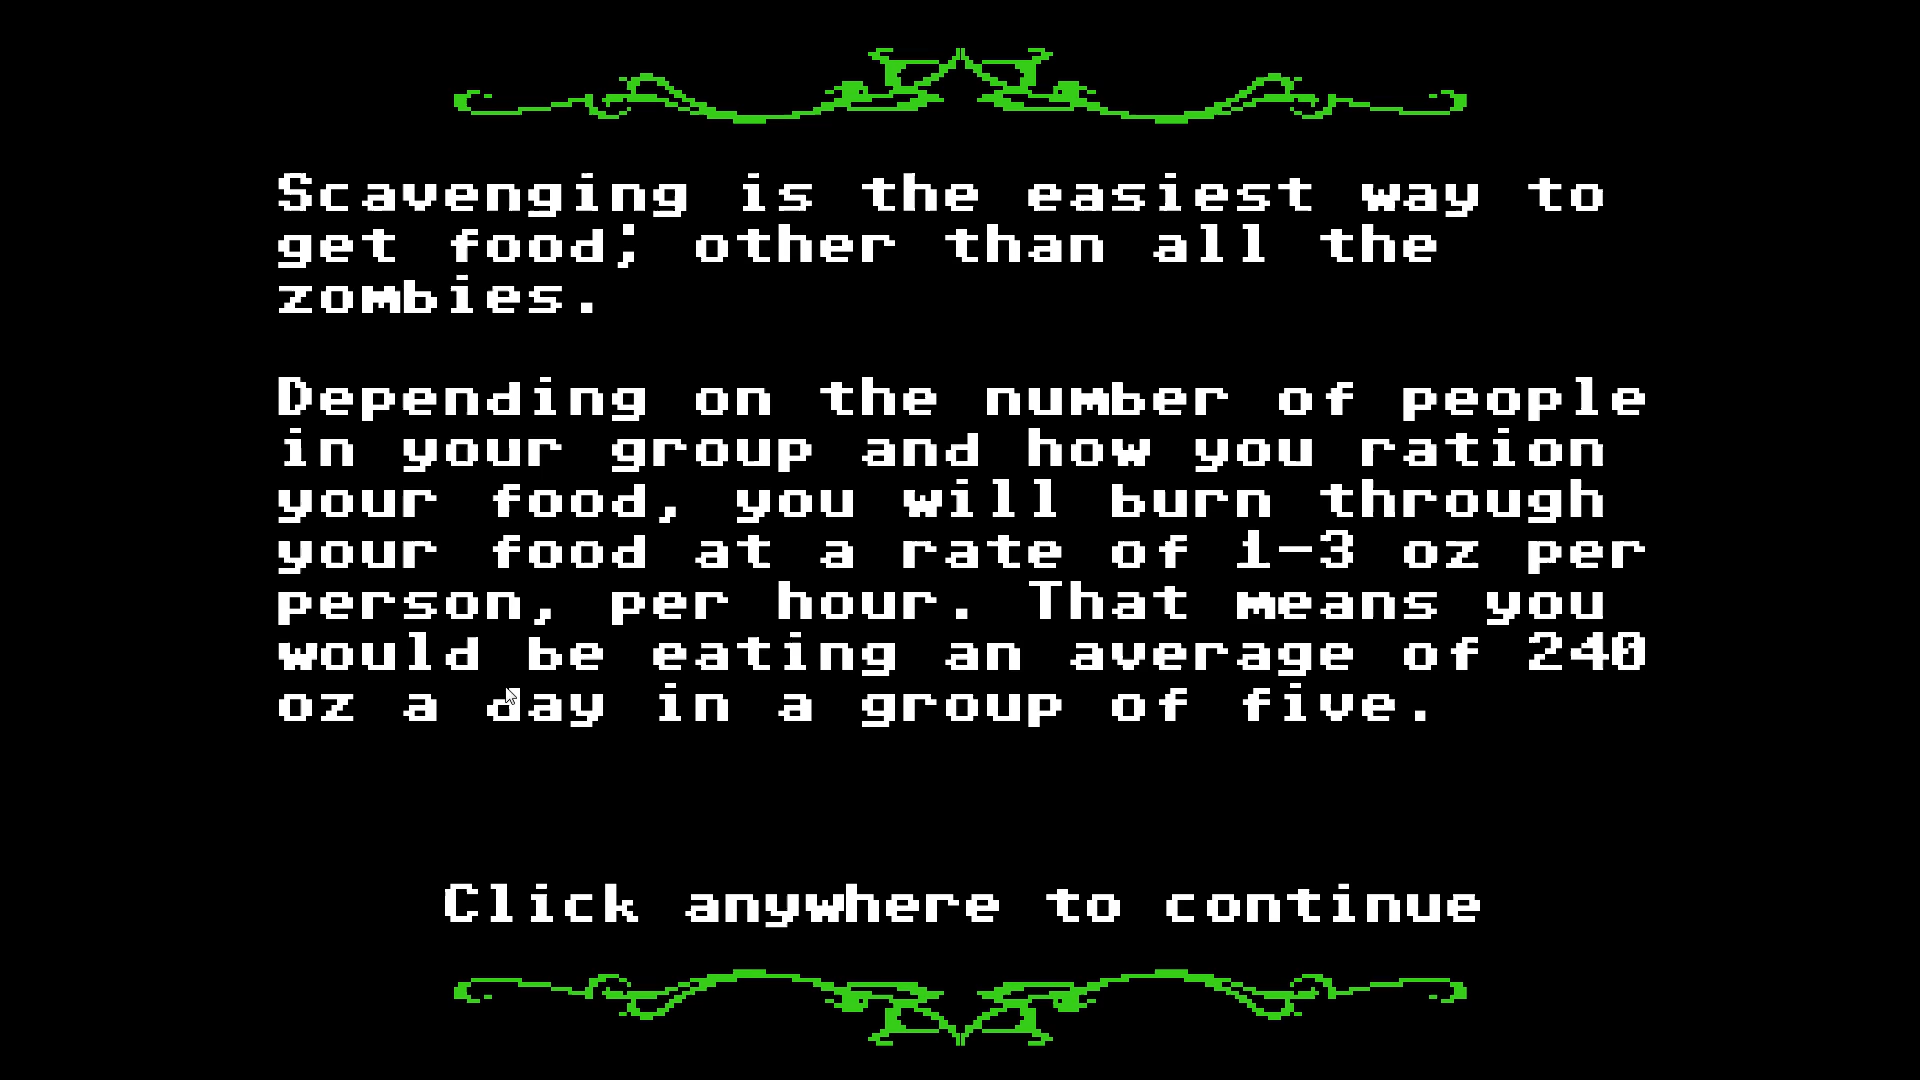 Scavenging is the easiest way to
get food; other than all the
zombies.
Depending on the number of people
in your group and how you ration
your food, you will burn through
your food at a rate of 1-3 oz per
person, per hour. That means you
would be eating an average of 240
oz a day in a group of five.
Click anywhere to continue